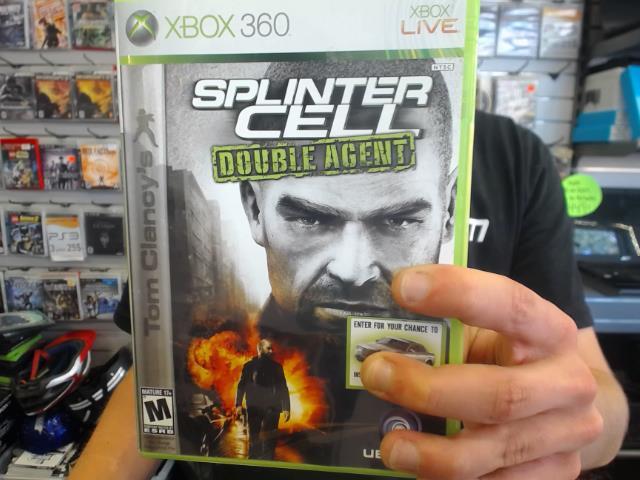 XBOX 360
XBOX
LIVE
NTSC
SPLINTER
CELL
DOUBLE AGENT
Tom Clancy's
ENTER FOR YOUR CHANCE TO
MATURE 17+
M
ESRB
PS3